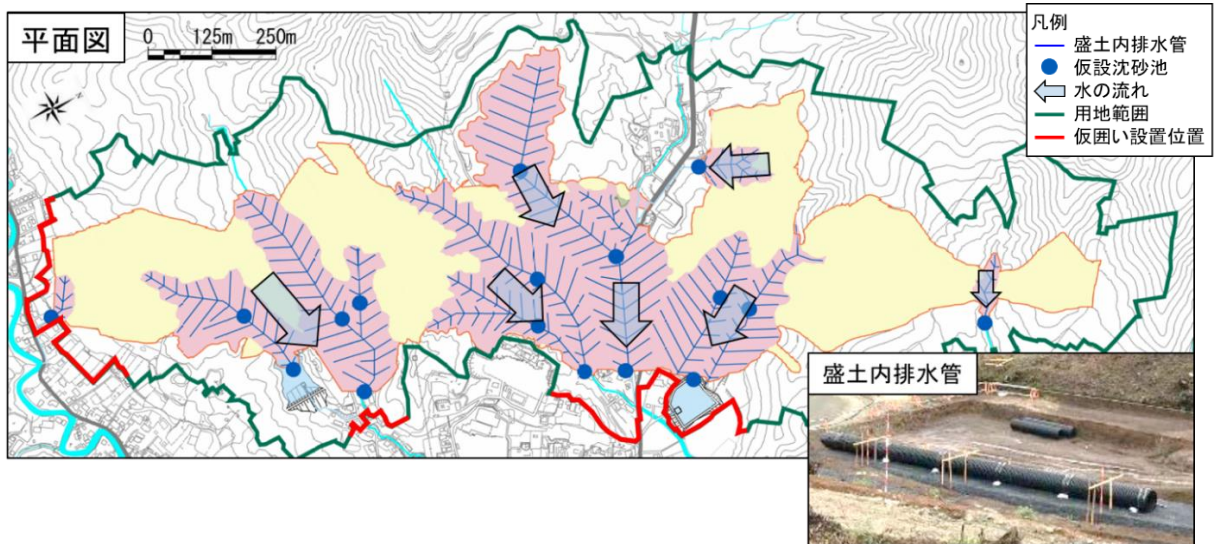 平面図
0 125m 250m
凡例
盛土内排水管
仮設沈砂池
水の流れ
用地範囲
仮囲い設置位置
盛土内排水管